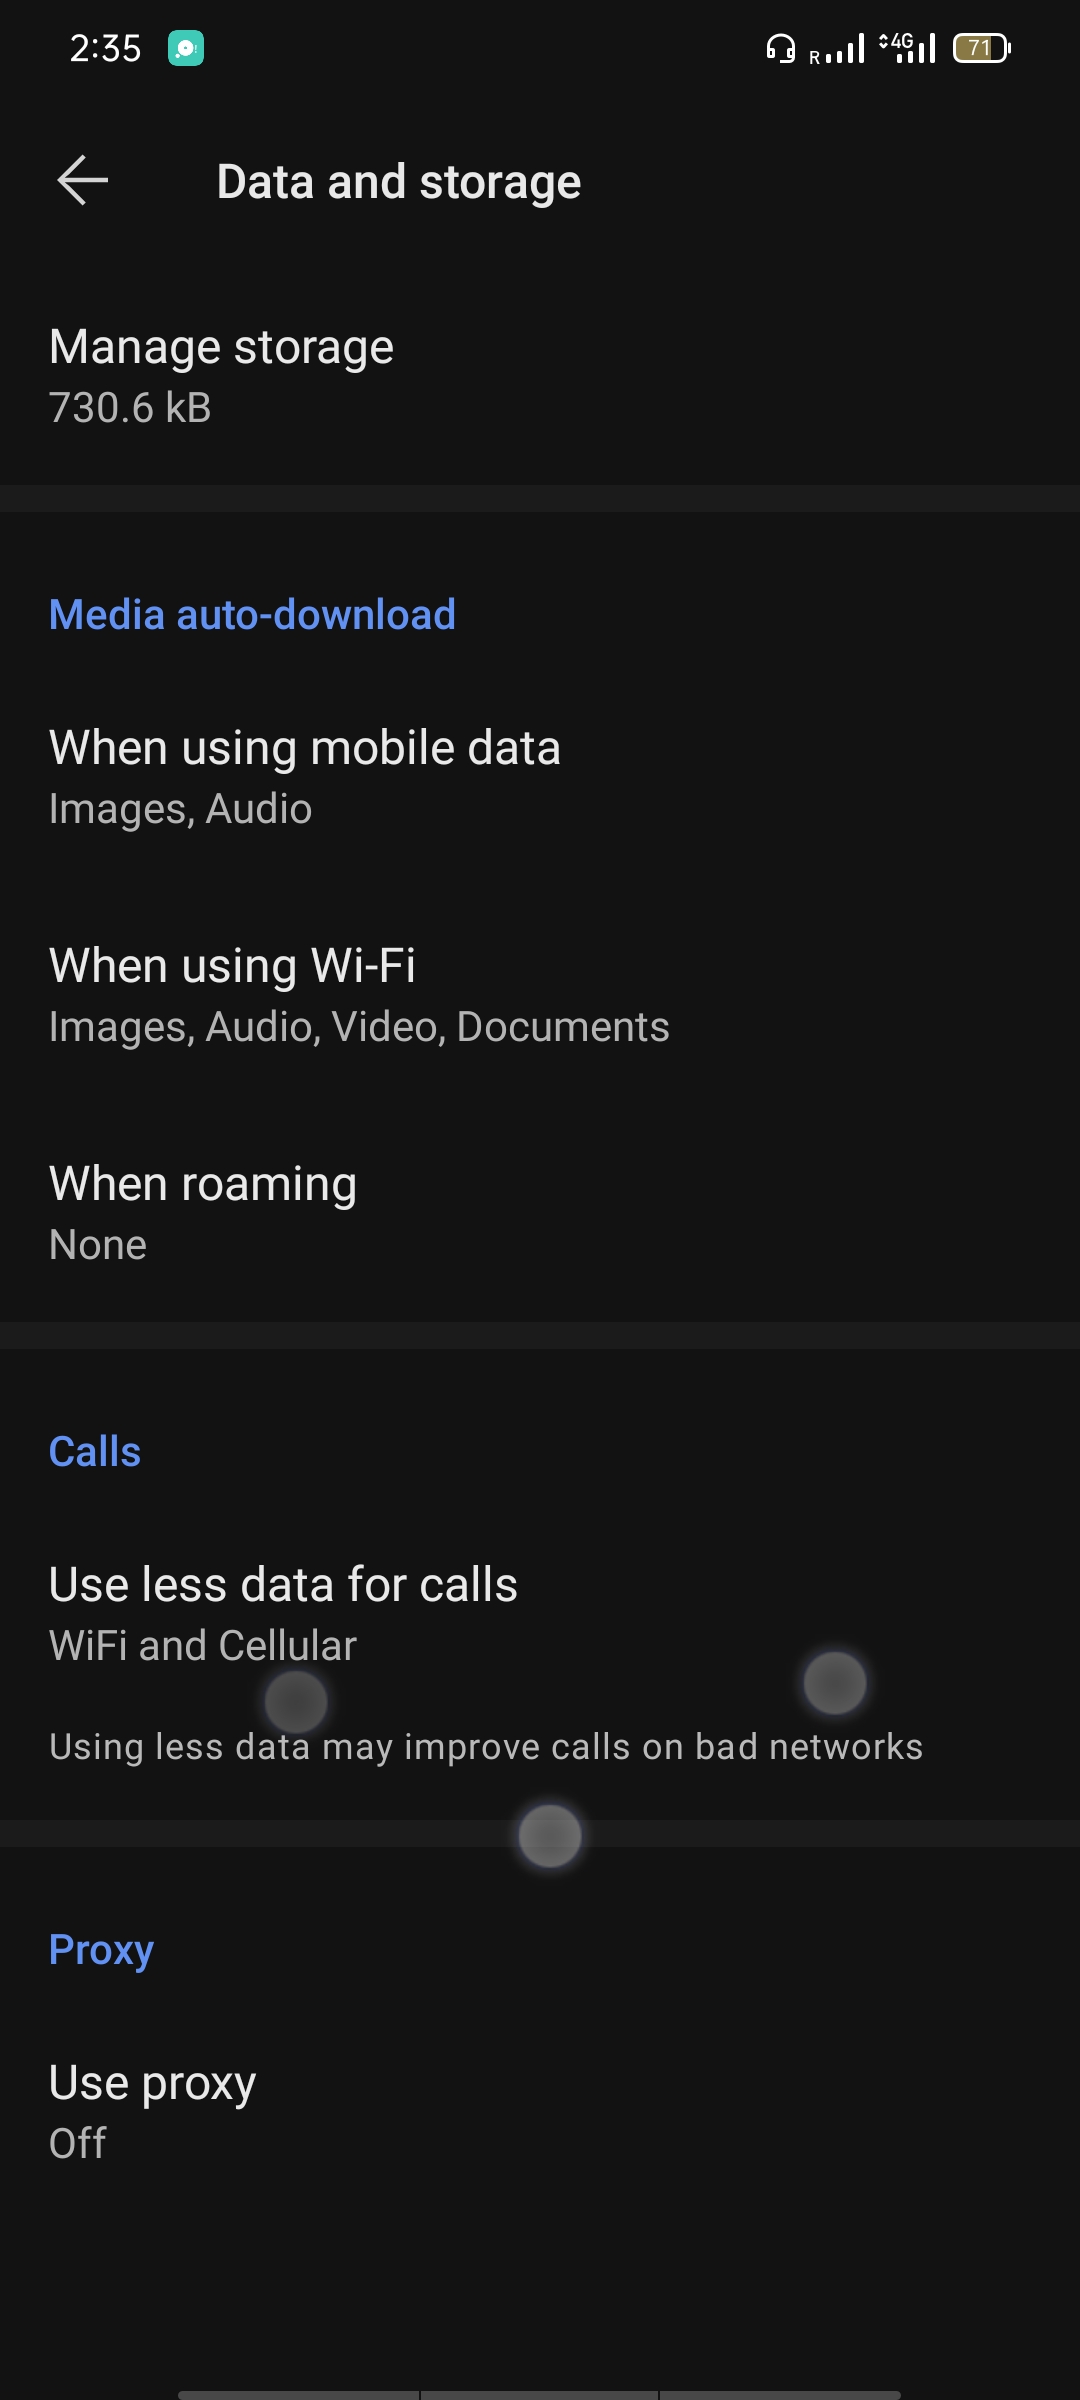 2:35
R 4G 71
Data and storage
Manage storage
730.6 kB
Media auto-download
When using mobile data
Images, Audio
When using Wi-Fi
Images, Audio, Video, Documents
When roaming
None
Calls
Use less data for calls
WiFi and Cellular
Using less data may improve calls on bad networks
Proxy
Use proxy
Off